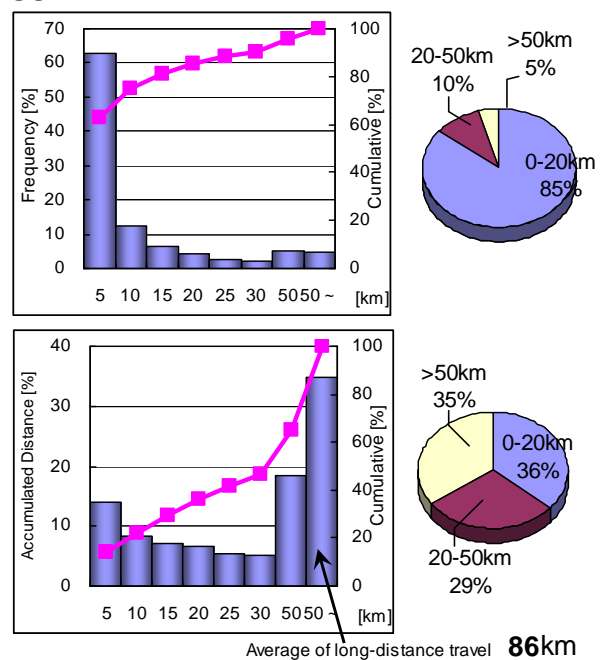 70
60
50
40
30
20
10
0
Frequency [%]
100
80
60
40
20
0
Cumulative [%]
5 10 15 20 25 30 50 50 ~ [km]
20-50km
10%
>50km
5%
0-20km
85%
40
30
20
10
0
Accumulated Distance [%]
100
80
60
40
20
0
Cumulative [%]
5 10 15 20 25 30 50 50 ~ [km]
>50km
35%
0-20km
36%
20-50km
29%
Average of long-distance travel 86km